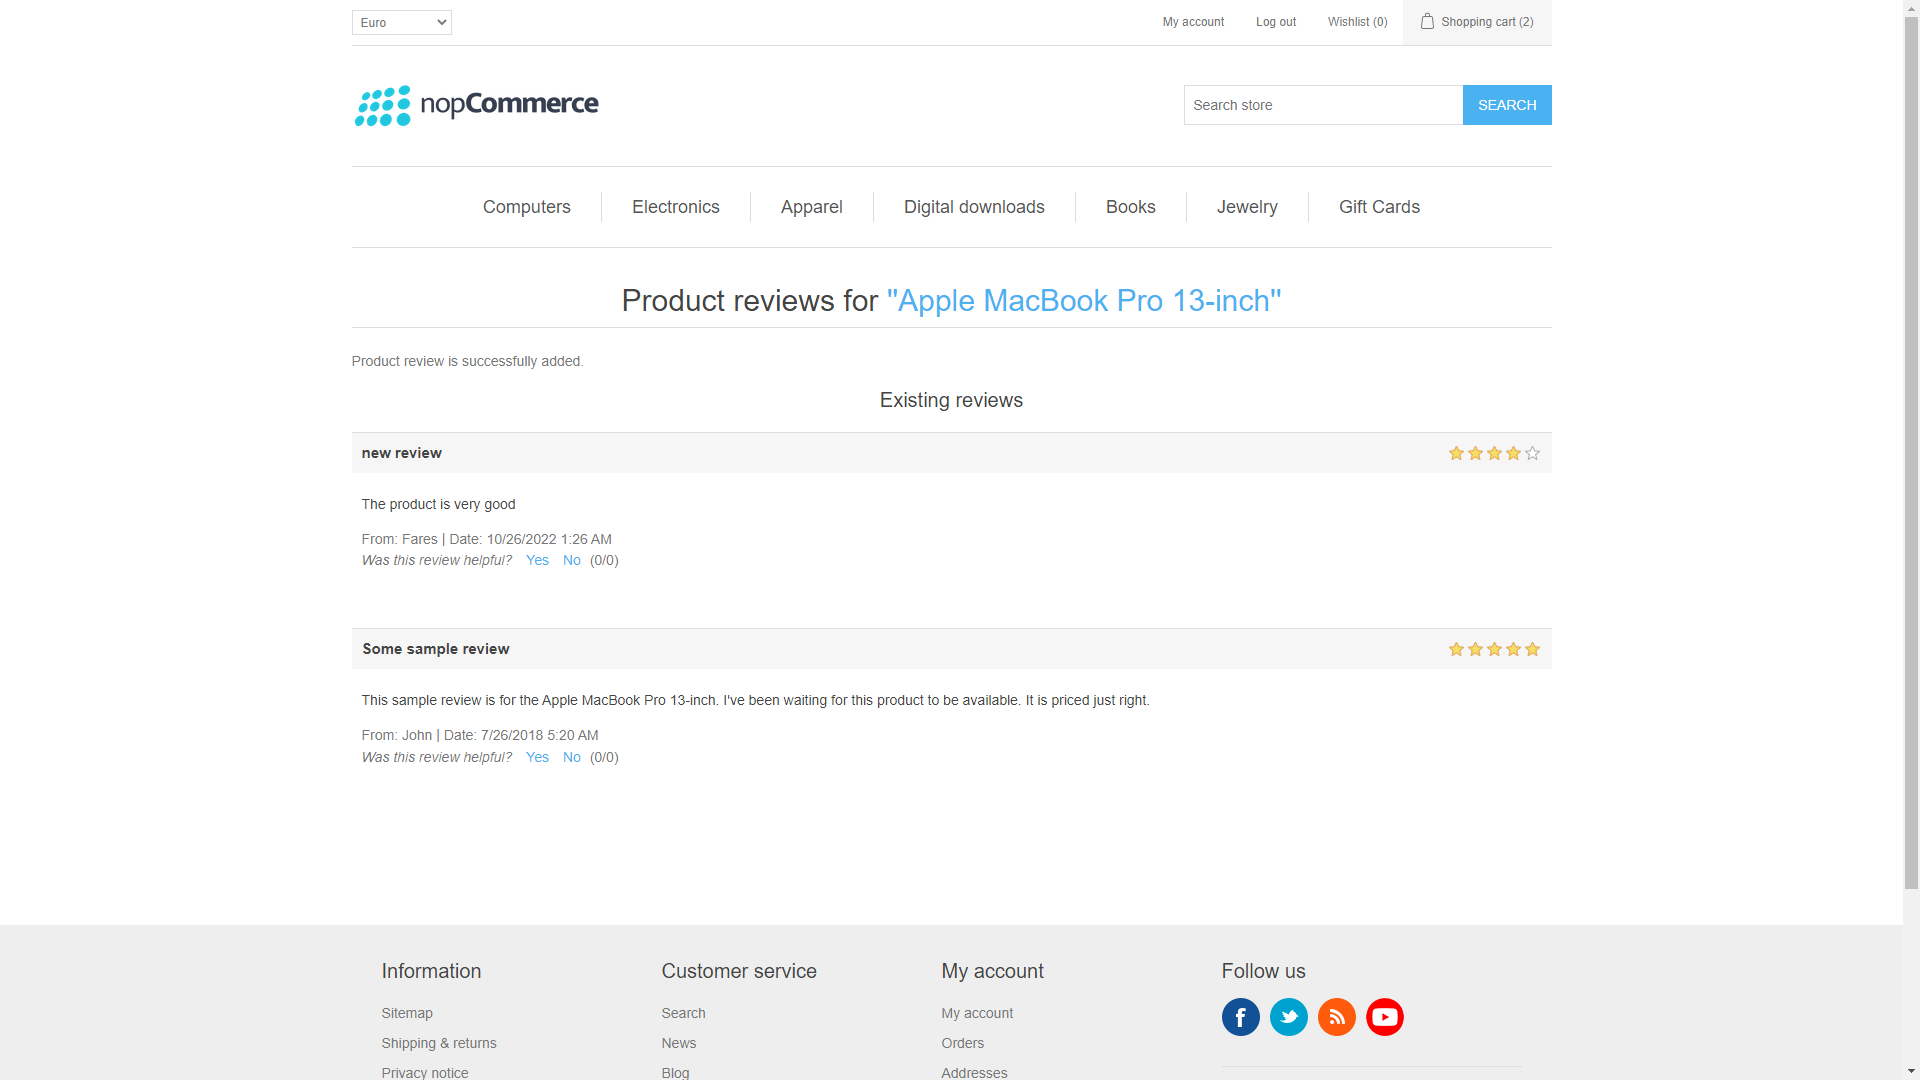 Euro
My account Log out Wishlist (0) Shopping cart (2)
nopCommerce
Search store SEARCH
Computers Electronics Apparel Digital downloads Books Jewelry Gift Cards
Product reviews for "Apple MacBook Pro 13-inch"
Product review is successfully added.
Existing reviews
new review
The product is very good
From: Fares | Date: 10/26/2022 1:26 AM
Was this review helpful? Yes No (0/0)
Some sample review
This sample review is for the Apple MacBook Pro 13-inch. I've been waiting for this product to be available. It is priced just right.
From: John | Date: 7/26/2018 5:20 AM
Was this review helpful? Yes No (0/0)
Information
Sitemap
Shipping & returns
Privacy notice
Customer service
Search
News
Blog
My account
My account
Orders
Addresses
Follow us